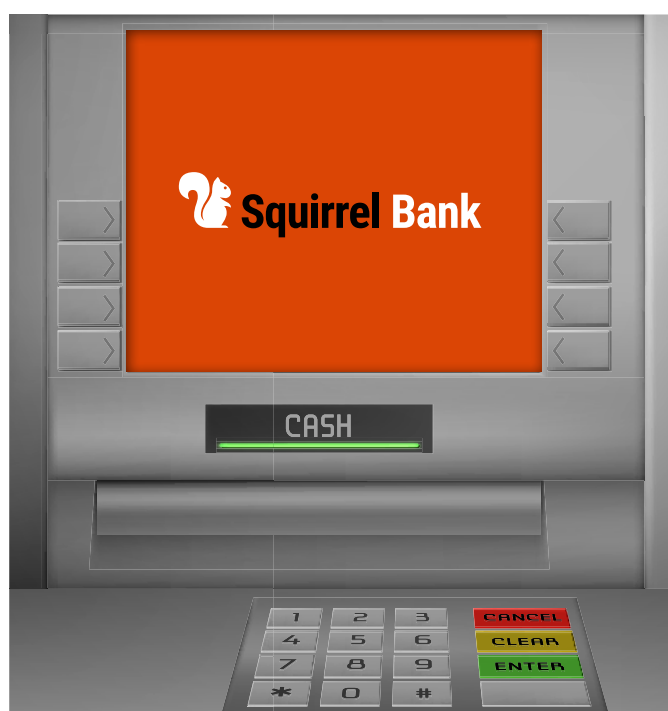 Squirrel Bank
CASH
1 2 3 CANCEL
4 5 6 CLEAR
7 8 9 ENTER
* 0 #